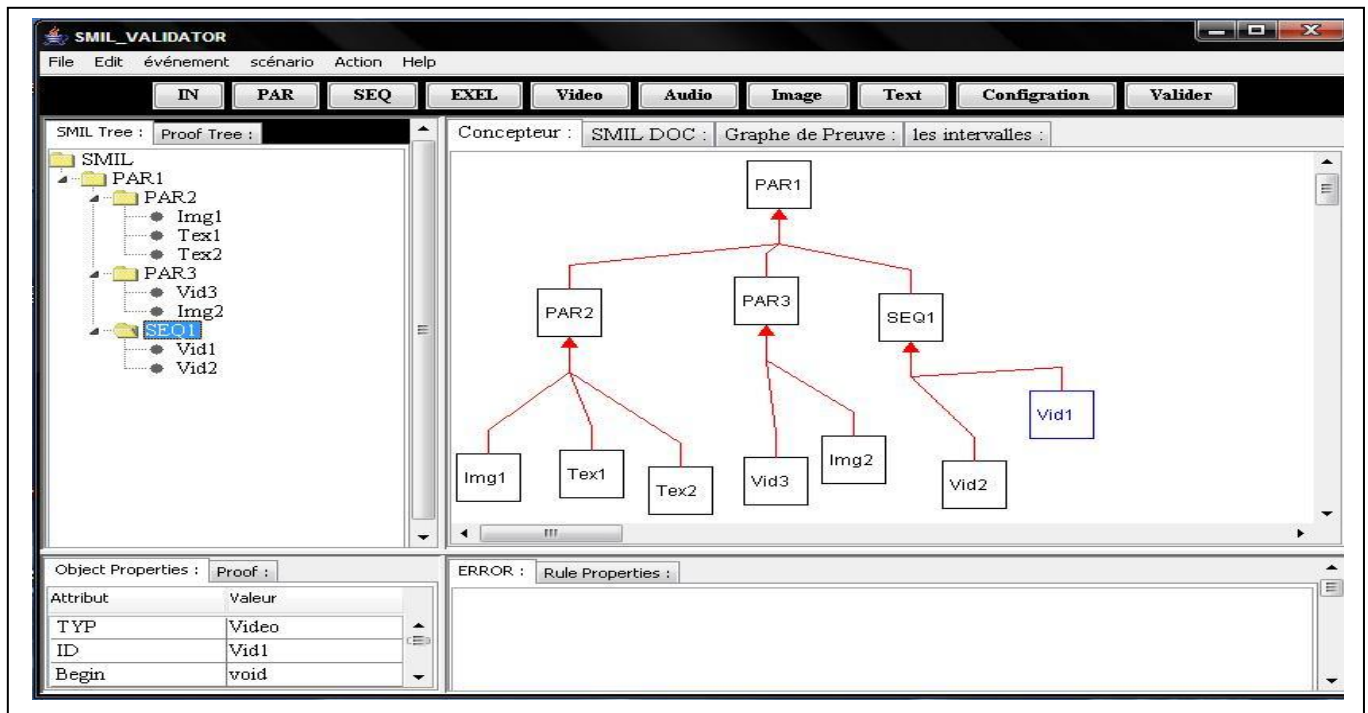 SMIL_VALIDATOR
File Edit événement scénario Action Help
IN PAR SEQ EXEL Video Audio Image Text Configration Valider
SMIL Tree : Proof Tree :
SMIL
PAR1
PAR2
Img1
Tex1
Tex2
PAR3
Vid3
Img2
SEQ1
Vid1
Vid2
Concepteur : SMIL DOC : Graphe de Preuve : les intervalles :
PAR1
PAR2 PAR3 SEQ1
Vid1
Img1 Tex1 Tex2 Vid3 Img2 Vid2
Object Properties : Proof :
Attribut Valeur
TYP Video
ID Vid1
Begin void
ERROR : Rule Properties :